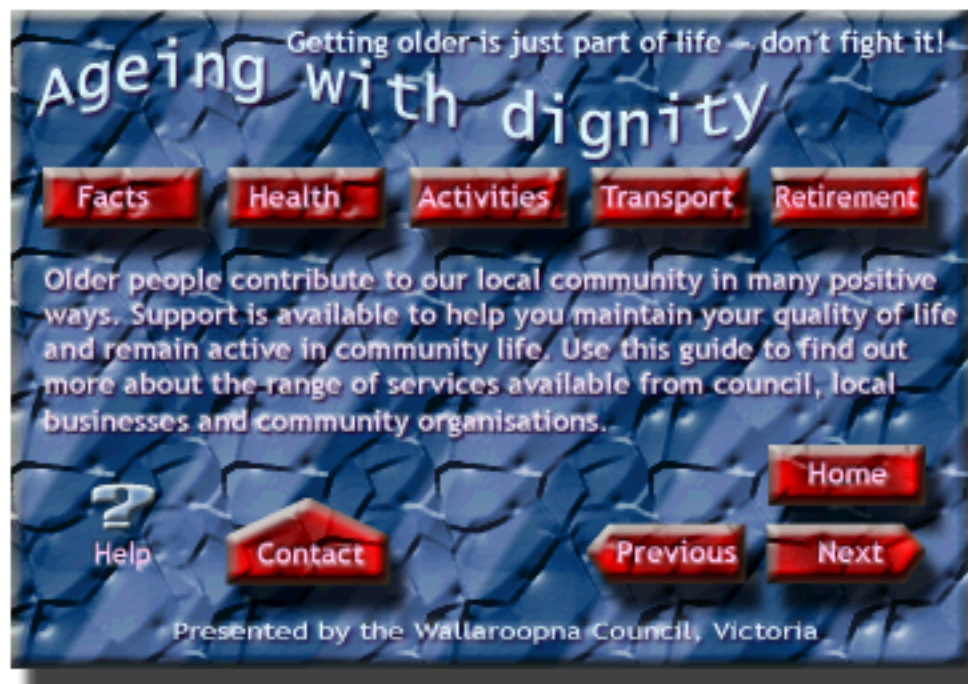 Getting older is just part of life – don't fight it!
Ageing with dignity
Facts Health Activities Transport Retirement
Older people contribute to our local community in many positive
ways. Support is available to help you maintain your quality of life
and remain active in community life. Use this guide to find out
more about the range of services available from council, local
businesses and community organisations.
Home
? Help
Contact
Previous
Next
Presented by the Wallaroopna Council, Victoria